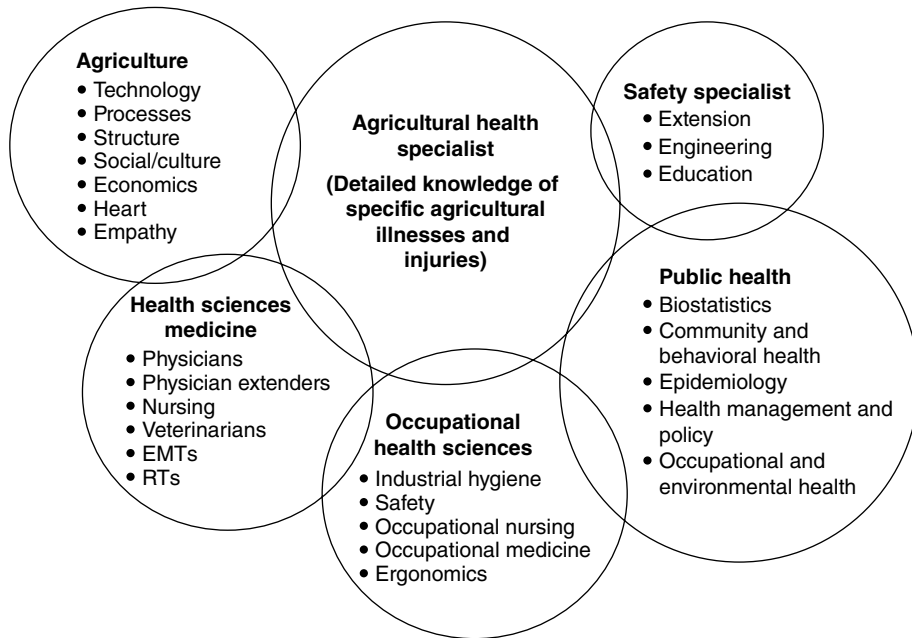 Agriculture
• Technology
• Processes
• Structure
• Social/culture
• Economics
• Heart
• Empathy
Agricultural health
specialist
(Detailed knowledge of
specific agricultural
illnesses and
injuries)
Safety specialist
• Extension
• Engineering
• Education
Health sciences
medicine
• Physicians
• Physician extenders
• Nursing
• Veterinarians
• EMTs
• RTs
Occupational
health sciences
• Industrial hygiene
• Safety
• Occupational nursing
• Occupational medicine
• Ergonomics
Public health
• Biostatistics
• Community and
behavioral health
• Epidemiology
• Health management and
policy
• Occupational and
environmental health